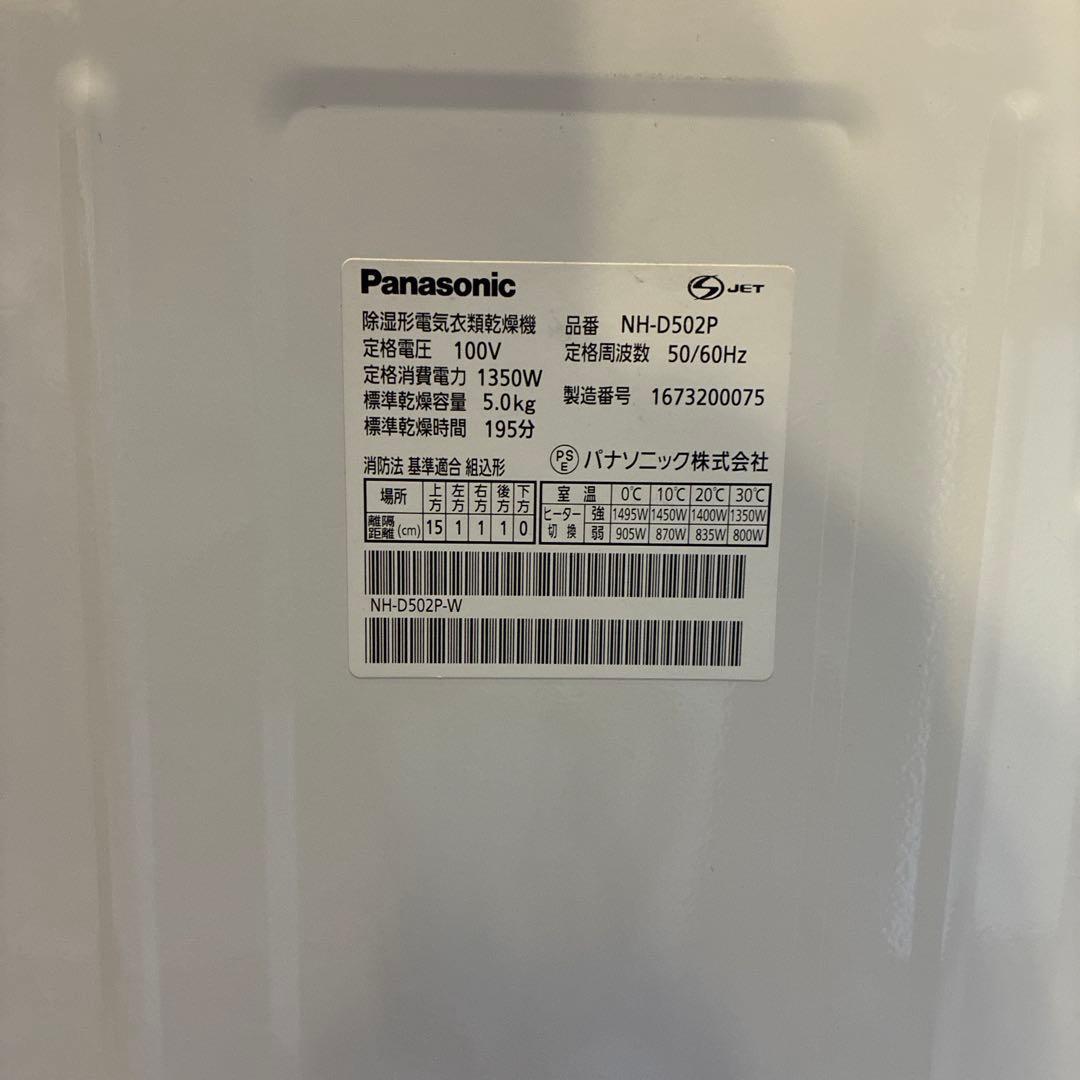 Panasonic
S JET
除湿形電気衣類乾燥機 品番 NH-D502P
定格電圧 100V 定格周波数 50/60Hz
定格消費電力 1350W
標準乾燥容量 5.0kg 製造番号 1673200075
標準乾燥時間 195分
消防法 基準適合 組込形 PSE パナソニック株式会社
場所 上方 左方 右方 後方 下方
離隔距離(cm) 15 1 1 1 0
室温 0℃ 10℃ 20℃ 30℃
ヒーター切換 強 1495W 1450W 1400W 1350W
弱 905W 870W 835W 800W
NH-D502P-W